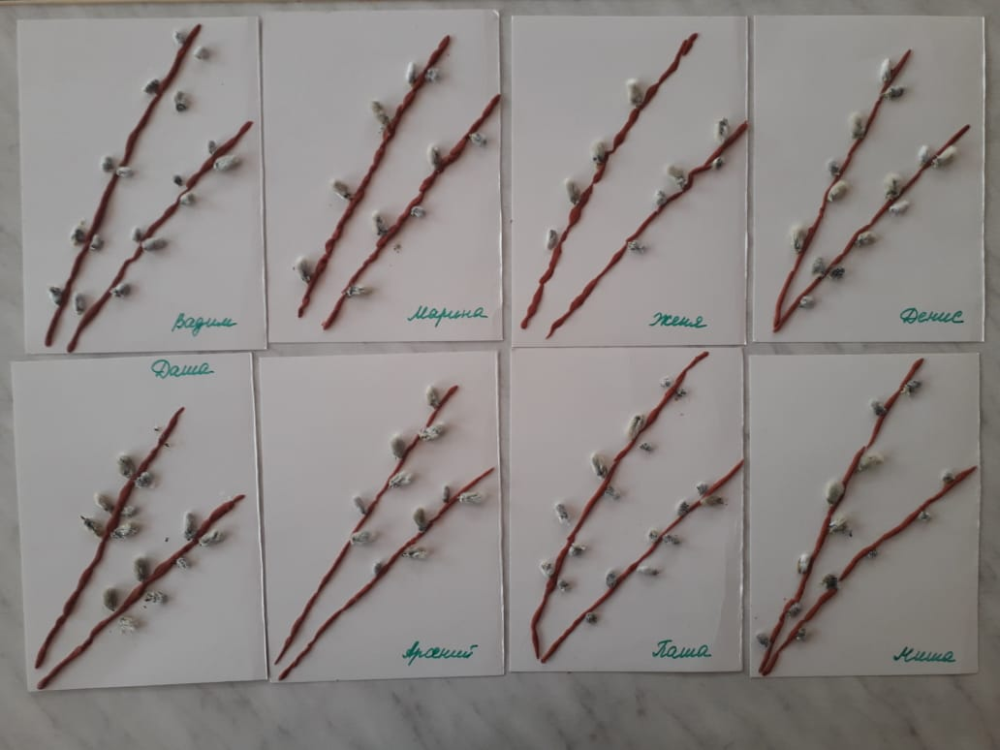 Вадим
Марина
Женя
Денис
Даша
Арсений
Паша
Миша